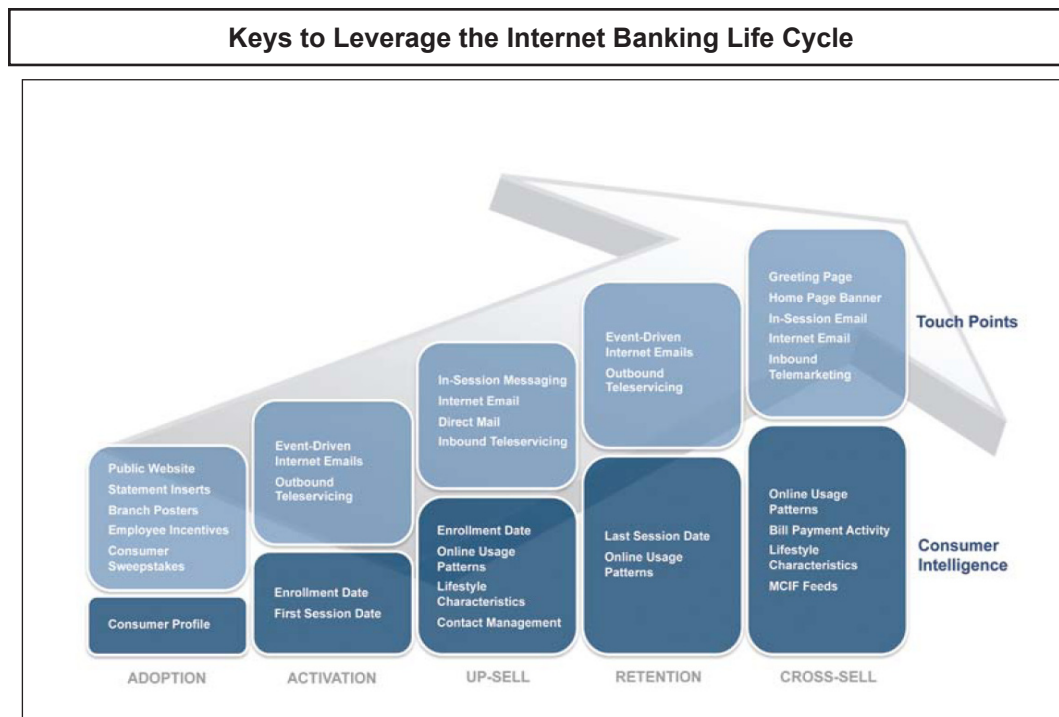 Keys to Leverage the Internet Banking Life Cycle
Public Website
Statement Inserts
Branch Posters
Employee Incentives
Consumer
Sweepstakes
Consumer Profile
ADOPTION
Event-Driven
Internet Emails
Outbound
Teleservicing
Enrollment Date
First Session Date
ACTIVATION
In-Session Messaging
Internet Email
Direct Mail
Inbound Teleservicing
Enrollment Date
Online Usage
Patterns
Lifestyle
Characteristics
Contact Management
UP-SELL
Event-Driven
Internet Emails
Outbound
Teleservicing
Last Session Date
Online Usage
Patterns
RETENTION
Greeting Page
Home Page Banner
In-Session Email
Internet Email
Inbound
Telemarketing
Online Usage
Patterns
Bill Payment Activity
Lifestyle
Characteristics
MCIF Feeds
CROSS-SELL
Touch Points
Consumer
Intelligence